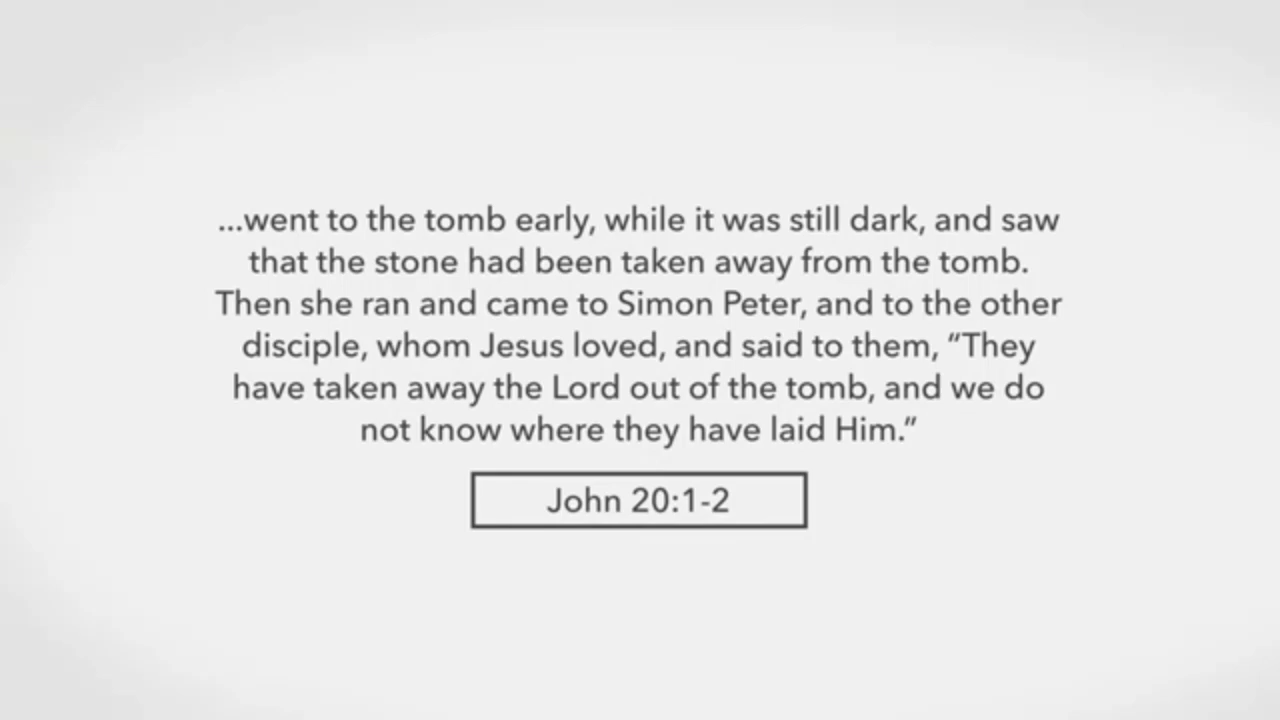 ...went to the tomb early, while it was still dark, and saw
that the stone had been taken away from the tomb.
Then she ran and came to Simon Peter, and to the other
disciple, whom Jesus loved, and said to them, “They
have taken away the Lord out of the tomb, and we do
not know where they have laid Him.”
John 20:1-2